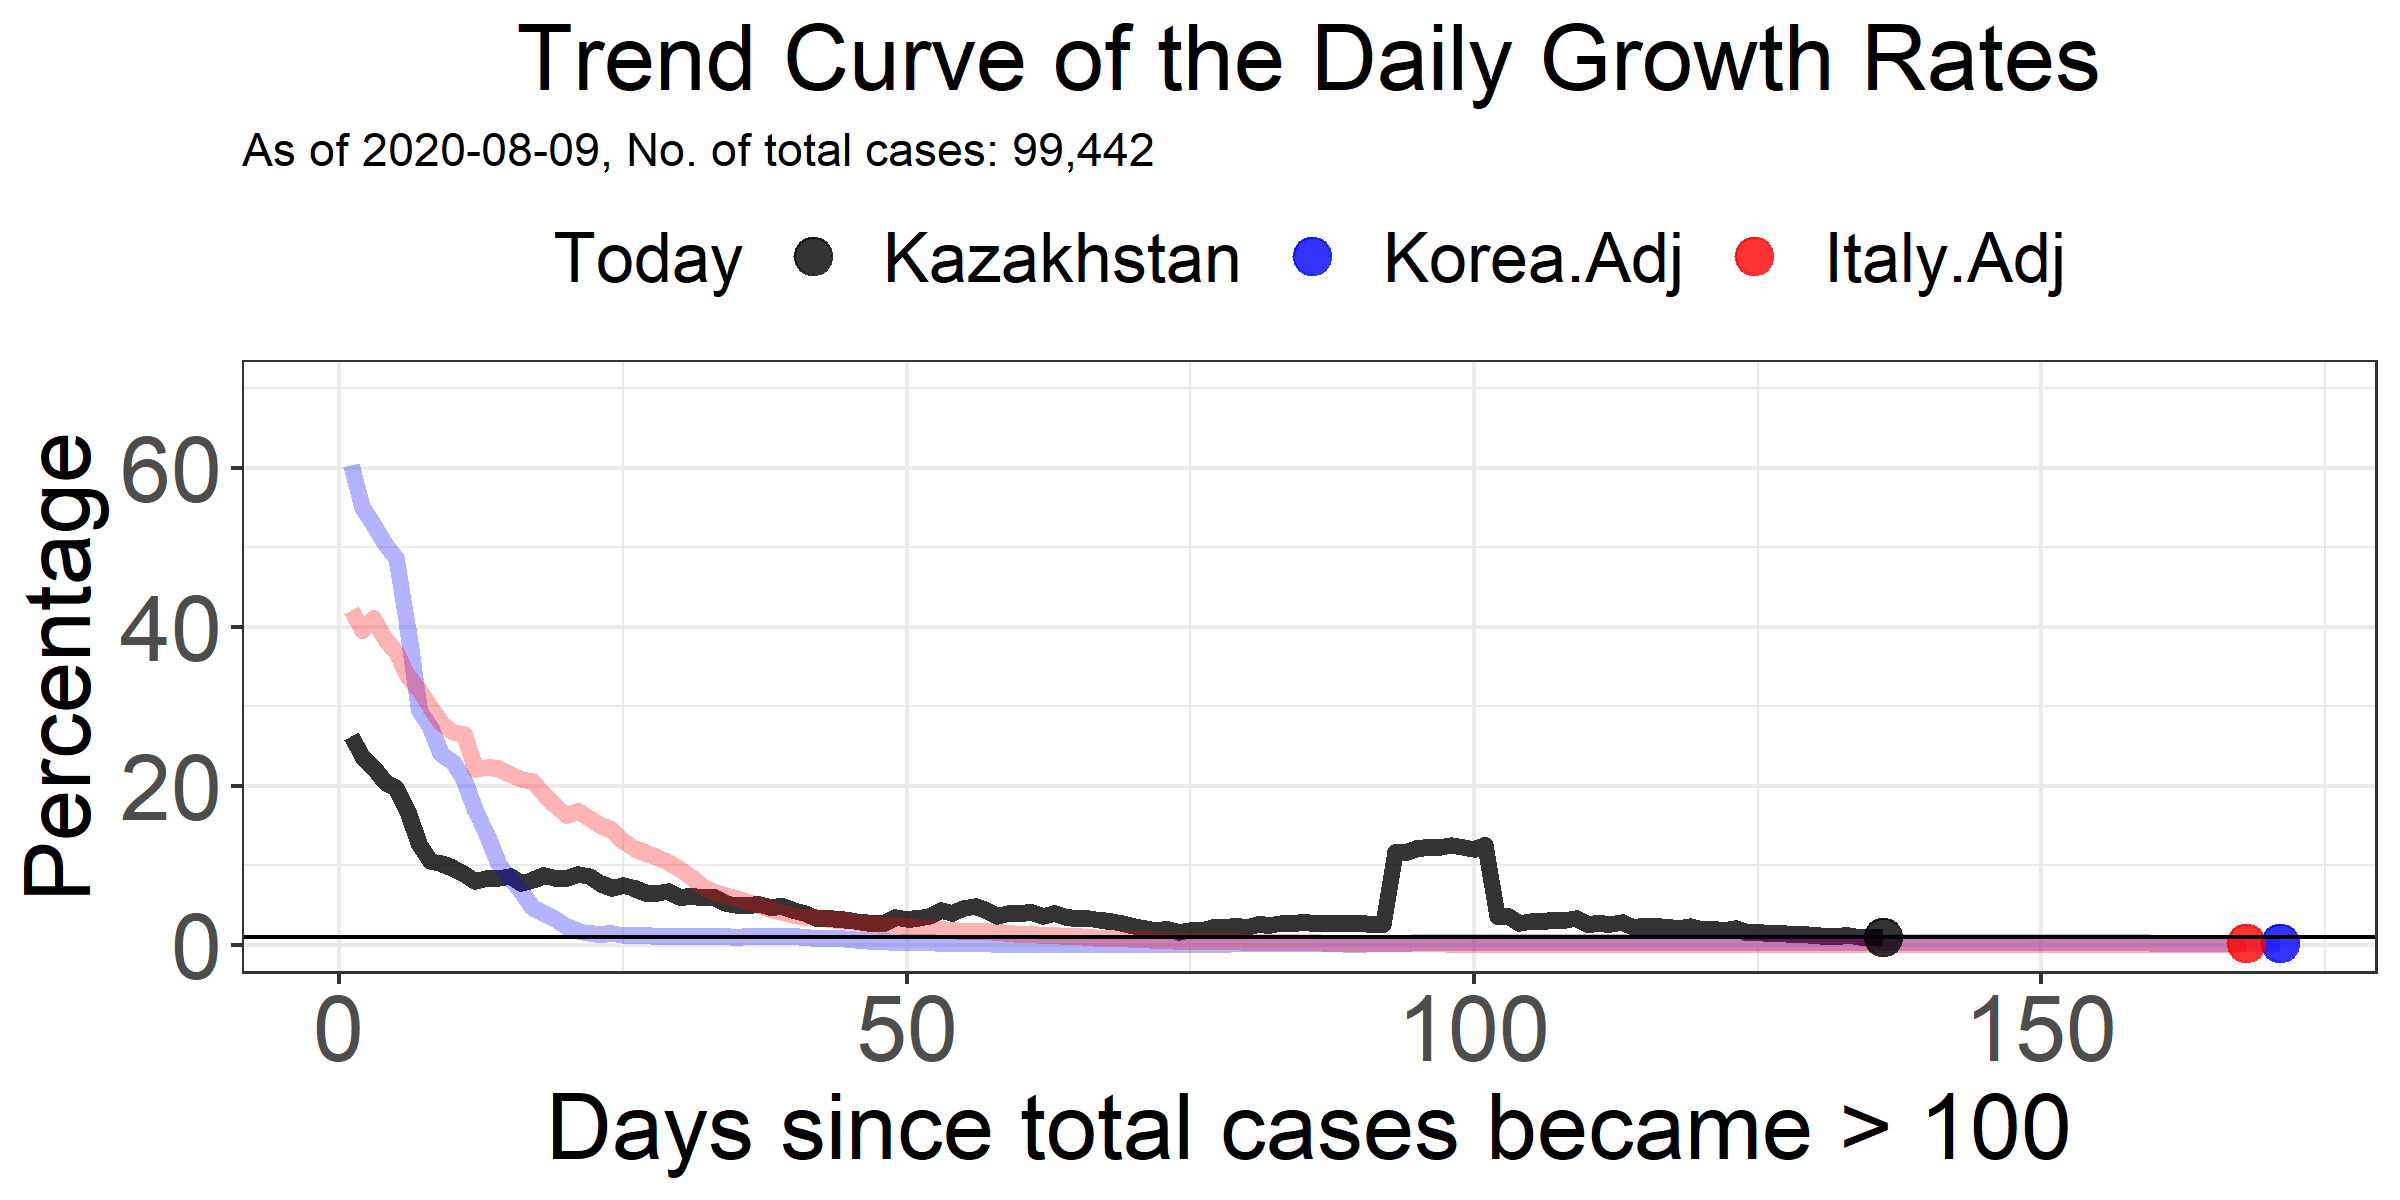 Trend Curve of the Daily Growth Rates
As of 2020-08-09, No. of total cases: 99,442
Today Kazakhstan Korea.Adj Italy.Adj
Percentage
60
40
20
0
0 50 100 150
Days since total cases became > 100